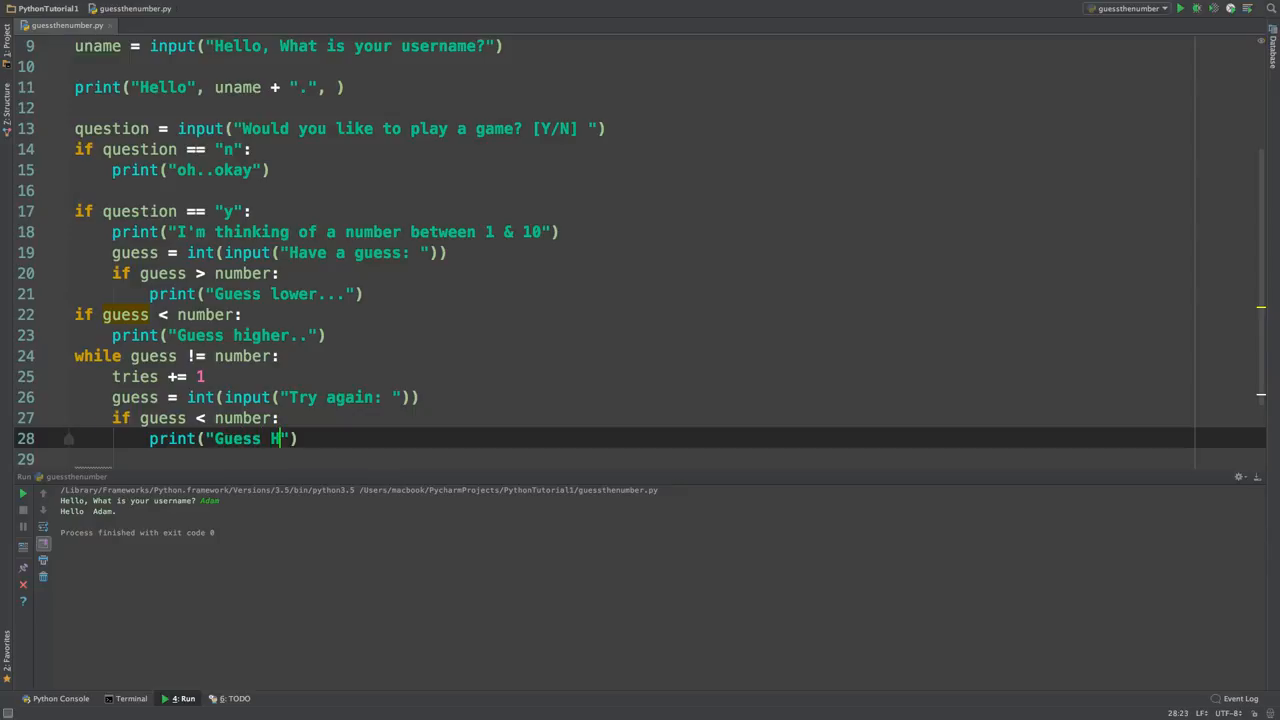 PythonTutorial1 guessthenumber.py guessthenumber
guessthenumber.py
1: Project
Z: Structure
2: Favorites
Database
9 uname = input("Hello, What is your username?")
10
11 print("Hello", uname + ".", )
12
13 question = input("Would you like to play a game? [Y/N] ")
14 if question == "n":
15 print("oh..okay")
16
17 if question == "y":
18 print("I'm thinking of a number between 1 & 10")
19 guess = int(input("Have a guess: "))
20 if guess > number:
21 print("Guess lower...")
22 if guess < number:
23 print("Guess higher..")
24 while guess != number:
25 tries += 1
26 guess = int(input("Try again: "))
27 if guess < number:
28 print("Guess H")
29
Run guessthenumber
/Library/Frameworks/Python.framework/Versions/3.5/bin/python3.5 /Users/macbook/PycharmProjects/PythonTutorial1/guessthenumber.py
Hello, What is your username? Adam
Hello Adam.
Process finished with exit code 0
Python Console Terminal 4: Run 6: TODO Event Log
28:23 LF÷ UTF-8÷